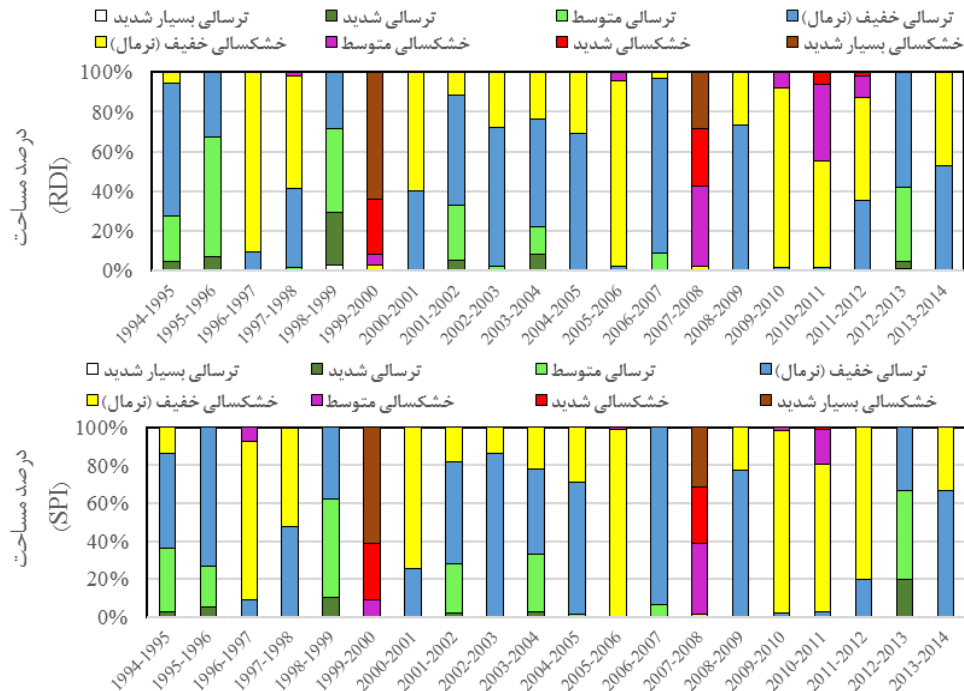 ترسالی بسیار شدید ترسالی شدید ترسالی متوسط ترسالی خفیف (نرمال)
خشکسالی خفیف (نرمال) خشکسالی متوسط خشکسالی شدید خشکسالی بسیار شدید
درصد مساحت
(RDI)
100%
80%
60%
40%
20%
0%
1994-1995 1995-1996 1996-1997 1997-1998 1998-1999 1999-2000 2000-2001 2001-2002 2002-2003 2003-2004 2004-2005 2005-2006 2006-2007 2007-2008 2008-2009 2009-2010 2010-2011 2011-2012 2012-2013 2013-2014
ترسالی بسیار شدید ترسالی شدید ترسالی متوسط ترسالی خفیف (نرمال)
خشکسالی خفیف (نرمال) خشکسالی متوسط خشکسالی شدید خشکسالی بسیار شدید
درصد مساحت
(SPI)
100%
80%
60%
40%
20%
0%
1994-1995 1995-1996 1996-1997 1997-1998 1998-1999 1999-2000 2000-2001 2001-2002 2002-2003 2003-2004 2004-2005 2005-2006 2006-2007 2007-2008 2008-2009 2009-2010 2010-2011 2011-2012 2012-2013 2013-2014